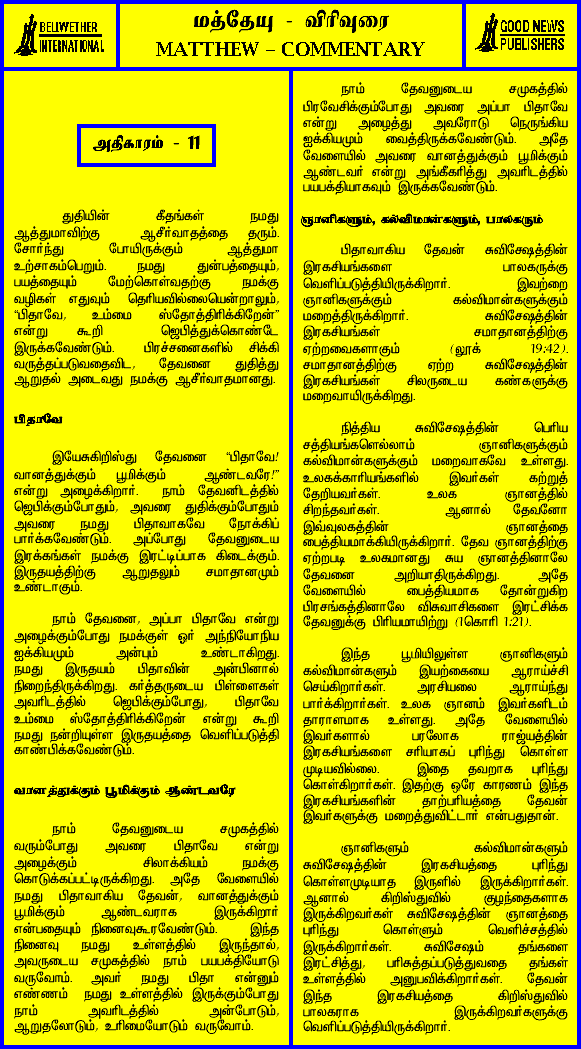 BELIWETHER
INTERNATIONAL
மத்தேயு - விரிவுரை
MATTHEW – COMMENTARY
GOOD NEWS
PUBLISHERS
அதிகாரம் - 11
துதியின் கீதங்கள் நமது
ஆத்துமாவிற்கு ஆசீர்வாதத்தை தரும்.
சோர்ந்து போயிருக்கும் ஆத்துமா
உற்சாகம்பெறும். நமது துன்பத்தையும்,
பயத்தையும் மேற்கொள்வதற்கு நமக்கு
வழிகள் எதுவும் தெரியவில்லையென்றாலும்,
“பிதாவே, உம்மை ஸ்தோத்திரிக்கிறேன்”
என்று கூறி ஜெபித்துக்கொண்டே
இருக்கவேண்டும். பிரச்சனைகளில் சிக்கி
வருத்தப்படுவதைவிட, தேவனை துதித்து
ஆறுதல் அடைவது நமக்கு ஆசீர்வாதமானது.
பிதாவே
இயேசுகிறிஸ்து தேவனை “பிதாவே!
வானத்துக்கும் பூமிக்கும் ஆண்டவரே!”
என்று அழைக்கிறார். நாம் தேவனிடத்தில்
ஜெபிக்கும்போதும், அவரை துதிக்கும்போதும்
அவரை நமது பிதாவாகவே நோக்கிப்
பார்க்கவேண்டும். அப்போது தேவனுடைய
இரக்கங்கள் நமக்கு இரட்டிப்பாக கிடைக்கும்.
இருதயத்திற்கு ஆறுதலும் சமாதானமும்
உண்டாகும்.
நாம் தேவனை, அப்பா பிதாவே என்று
அழைக்கும்போது நமக்குள் ஓர் அந்நியோநிய
ஐக்கியமும் அன்பும் உண்டாகிறது.
நமது இருதயம் பிதாவின் அன்பினால்
நிறைந்திருக்கிறது. கர்த்தருடைய பிள்ளைகள்
அவரிடத்தில் ஜெபிக்கும்போது, பிதாவே
உம்மை ஸ்தோத்திரிக்கிறேன் என்று கூறி
நமது நன்றியுள்ள இருதயத்தை வெளிப்படுத்தி
காண்பிக்கவேண்டும்.
வானத்துக்கும் பூமிக்கும் ஆண்டவரே
நாம் தேவனுடைய சமுகத்தில்
வரும்போது அவரை பிதாவே என்று
அழைக்கும் சிலாக்கியம் நமக்கு
கொடுக்கப்பட்டிருக்கிறது. அதே வேளையில்
நமது பிதாவாகிய தேவன், வானத்துக்கும்
பூமிக்கும் ஆண்டவராக இருக்கிறார்
என்பதையும் நினைவுகூரவேண்டும். இந்த
நினைவு நமது உள்ளத்தில் இருந்தால்,
அவருடைய சமுகத்தில் நாம் பயபக்தியோடு
வருவோம். அவர் நமது பிதா என்னும்
எண்ணம் நமது உள்ளத்தில் இருக்கும்போது
நாம் அவரிடத்தில் அன்போடும்,
ஆறுதலோடும், உரிமையோடும் வருவோம்.
நாம் தேவனுடைய சமுகத்தில்
பிரவேசிக்கும்போது அவரை அப்பா பிதாவே
என்று அழைத்து அவரோடு நெருங்கிய
ஐக்கியமும் வைத்திருக்கவேண்டும். அதே
வேளையில் அவரை வானத்துக்கும் பூமிக்கும்
ஆண்டவர் என்று அங்கீகரித்து அவரிடத்தில்
பயபக்தியாகவும் இருக்கவேண்டும்.
ஞானிகளும், கல்விமான்களும், பாலகரும்
பிதாவாகிய தேவன் சுவிசேஷத்தின்
இரகசியங்களை பாலகருக்கு
வெளிப்படுத்தியிருக்கிறார். இவற்றை
ஞானிகளுக்கும் கல்விமான்களுக்கும்
மறைத்திருக்கிறார். சுவிசேஷத்தின்
இரகசியங்கள் சமாதானத்திற்கு
ஏற்றவைகளாகும் (லூக் 19:42).
சமாதானத்திற்கு ஏற்ற சுவிசேஷத்தின்
இரகசியங்கள் சிலருடைய கண்களுக்கு
மறைவாயிருக்கிறது.
நித்திய சுவிசேஷத்தின் பெரிய
சத்தியங்களெல்லாம் ஞானிகளுக்கும்
கல்விமான்களுக்கும் மறைவாகவே உள்ளது.
உலகக்காரியங்களில் இவர்கள் கற்றுத்
தேறியவர்கள். உலக ஞானத்தில்
சிறந்தவர்கள். ஆனால் தேவனோ
இவ்வுலகத்தின் ஞானத்தை
பைத்தியமாக்கியிருக்கிறார். தேவ ஞானத்திற்கு
ஏற்றபடி உலகமானது சுய ஞானத்தினாலே
தேவனை அறியாதிருக்கிறது. அதே
வேளையில் பைத்தியமாக தோன்றுகிற
பிரசங்கத்தினாலே விசுவாசிகளை இரட்சிக்க
தேவனுக்கு பிரியமாயிற்று (1கொரி 1:21).
இந்த பூமியிலுள்ள ஞானிகளும்
கல்விமான்களும் இயற்கையை ஆராய்ச்சி
செய்கிறார்கள். அரசியலை ஆராய்ந்து
பார்க்கிறார்கள். உலக ஞானம் இவர்களிடம்
தாராளமாக உள்ளது. அதே வேளையில்
இவர்களால் பரலோக ராஜ்யத்தின்
இரகசியங்களை சரியாகப் புரிந்து கொள்ள
முடியவில்லை. இதை தவறாக புரிந்து
கொள்கிறார்கள். இதற்கு ஒரே காரணம் இந்த
இரகசியங்களின் தாற்பரியத்தை தேவன்
இவர்களுக்கு மறைத்துவிட்டார் என்பதுதான்.
ஞானிகளும் கல்விமான்களும்
சுவிசேஷத்தின் இரகசியத்தை புரிந்து
கொள்ளமுடியாத இருளில் இருக்கிறார்கள்.
ஆனால் கிறிஸ்துவில் குழந்தைகளாக
இருக்கிறவர்கள் சுவிசேஷத்தின் ஞானத்தை
புரிந்து கொள்ளும் வெளிச்சத்தில்
இருக்கிறார்கள். சுவிசேஷம் தங்களை
இரட்சித்து, பரிசுத்தப்படுத்துவதை தங்கள்
உள்ளத்தில் அனுபவிக்கிறார்கள். தேவன்
இந்த இரகசியத்தை கிறிஸ்துவில்
பாலகராக இருக்கிறவர்களுக்கு
வெளிப்படுத்தியிருக்கிறார்.